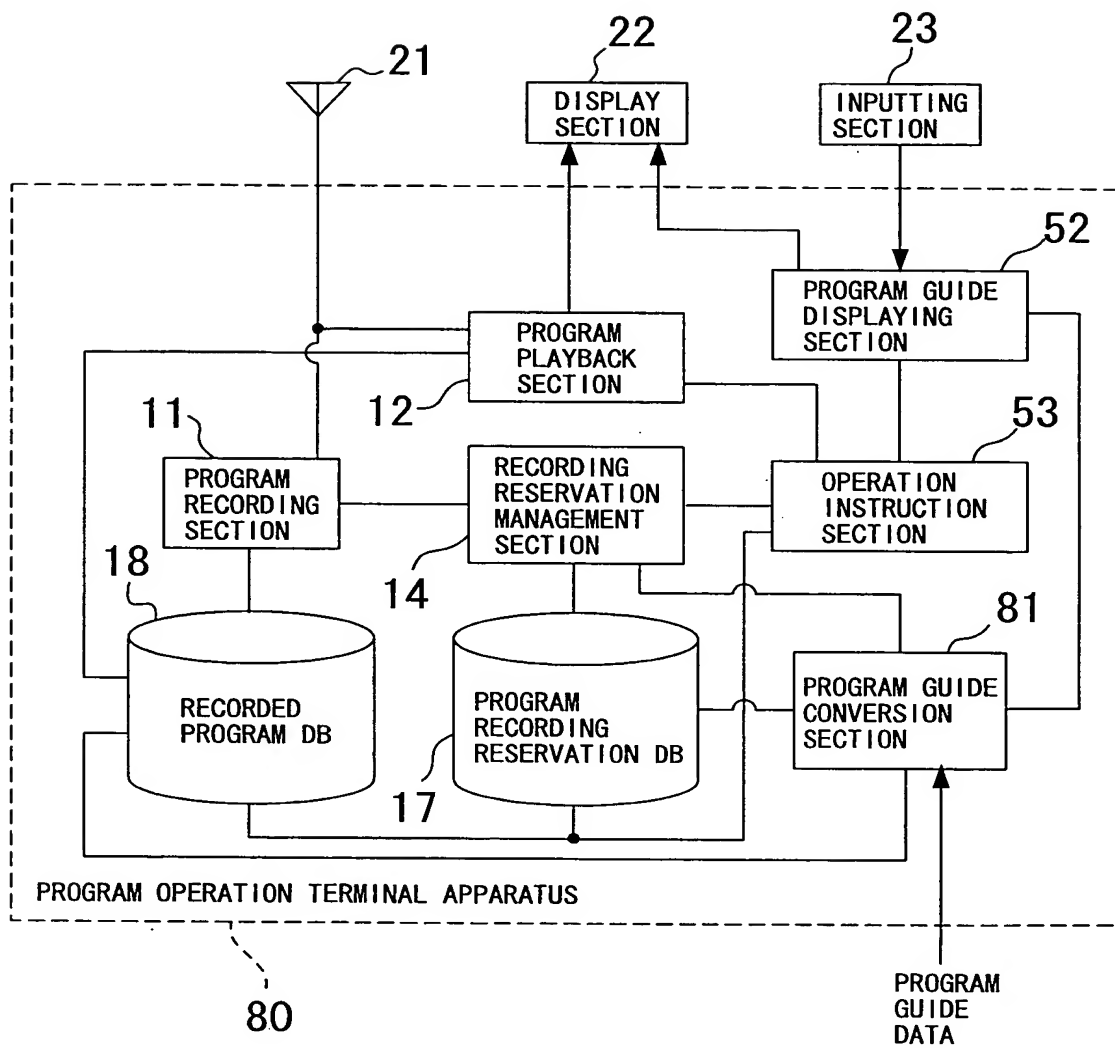 21
22
23
DISPLAY
SECTION
INPUTTING
SECTION
52
PROGRAM GUIDE
DISPLAYING
SECTION
PROGRAM
PLAYBACK
SECTION
12
53
11
PROGRAM
RECORDING
SECTION
RECORDING
RESERVATION
MANAGEMENT
SECTION
OPERATION
INSTRUCTION
SECTION
18
14
81
RECORDED
PROGRAM DB
PROGRAM
RECORDING
RESERVATION DB
PROGRAM GUIDE
CONVERSION
SECTION
17
PROGRAM OPERATION TERMINAL APPARATUS
80
PROGRAM
GUIDE
DATA